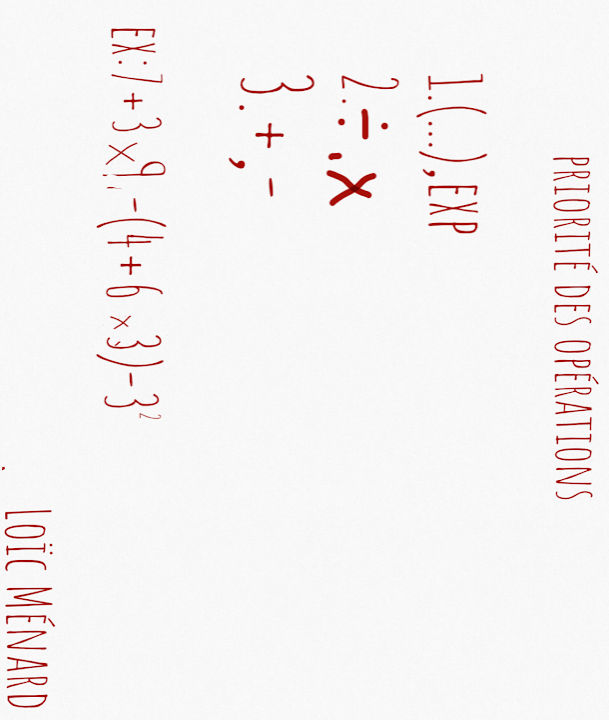 PRIORITÉ DES OPÉRATIONS
1. (...), EXP
2. ÷, X
3. +, -
EX: 7 + 3 X 9 - (4 + 6 X 3) - 3²
LOÏC MÉNARD